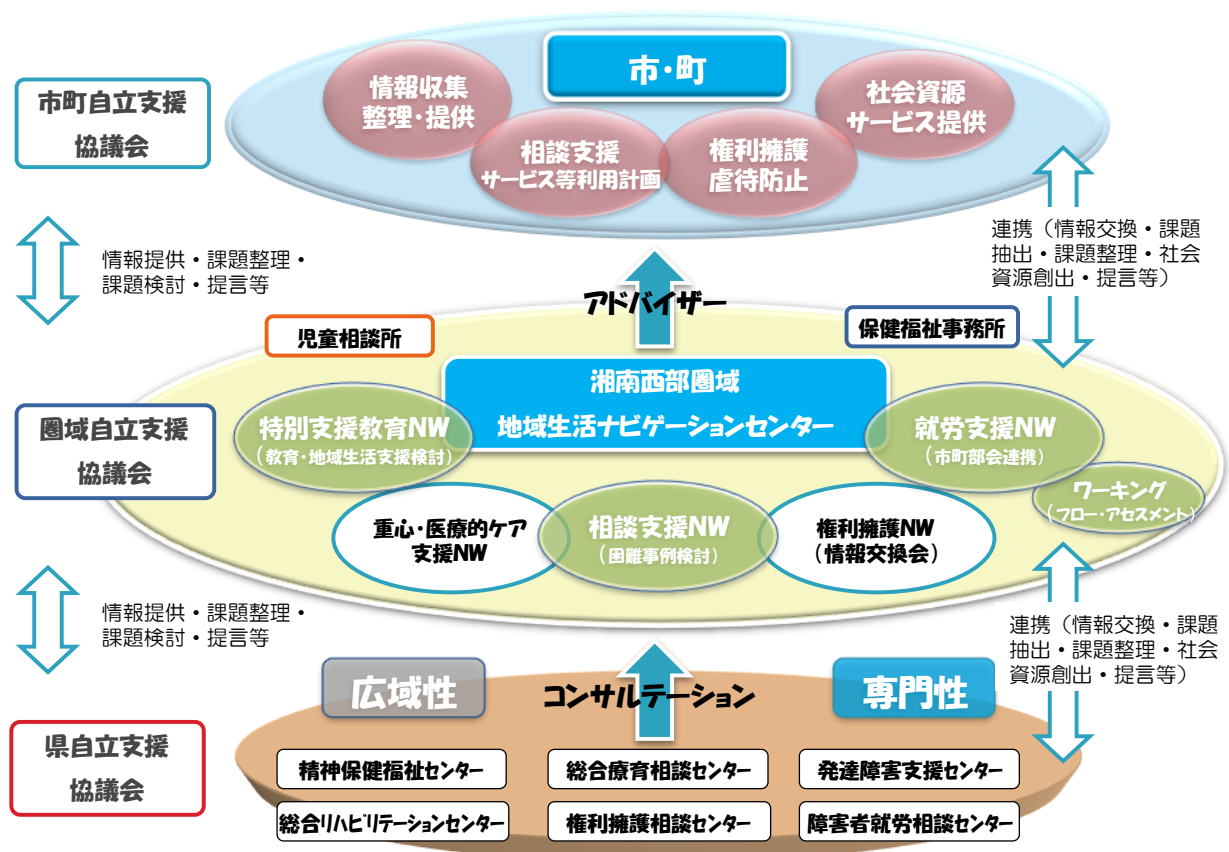 市・町
情報収集
整理・提供
社会資源
サービス提供
市町自立支援
協議会
相談支援
サービス等利用計画
権利擁護
虐待防止
情報提供・課題整理・
課題検討・提言等
連携（情報交換・課題
抽出・課題整理・社会
資源創出・提言等）
アドバイザー
児童相談所
保健福祉事務所
湘南西部圏域
地域生活ナビゲーションセンター
圏域自立支援
協議会
特別支援教育NW
（教育・地域生活支援検討）
就労支援NW
（市町部会連携）
ワーキング
（フロー・アセスメント）
重心・医療的ケア
支援NW
相談支援NW
（困難事例検討）
権利擁護NW
（情報交換会）
情報提供・課題整理・
課題検討・提言等
連携（情報交換・課題
抽出・課題整理・社会
資源創出・提言等）
広域性
コンサルテーション
専門性
県自立支援
協議会
精神保健福祉センター
総合療育相談センター
発達障害支援センター
総合リハビリテーションセンター
権利擁護相談センター
障害者就労相談センター